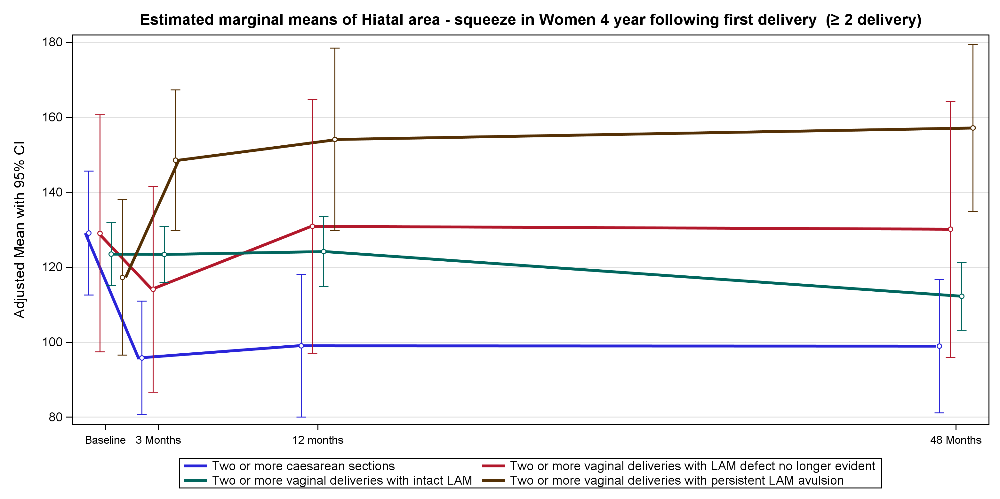 Estimated marginal means of Hiatal area - squeeze in Women 4 year following first delivery  (≥ 2 delivery)
Adjusted Mean with 95% CI
180
160
140
120
100
80
Baseline 3 Months 12 months 48 Months
Two or more caesarean sections Two or more vaginal deliveries with LAM defect no longer evident
Two or more vaginal deliveries with intact LAM Two or more vaginal deliveries with persistent LAM avulsion